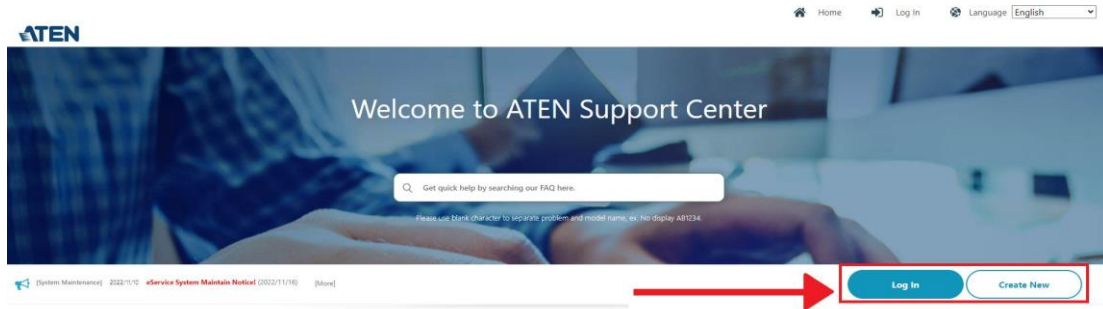 Home Log In Language English
ATEN
Welcome to ATEN Support Center
Get quick help by searching our FAQ here.
Please use blank character to separate problem and model name, ex. No display AB1234.
[System Maintenance] 2022/11/10 eService System Maintain Notice! (2022/11/16) [More]
Log In Create New